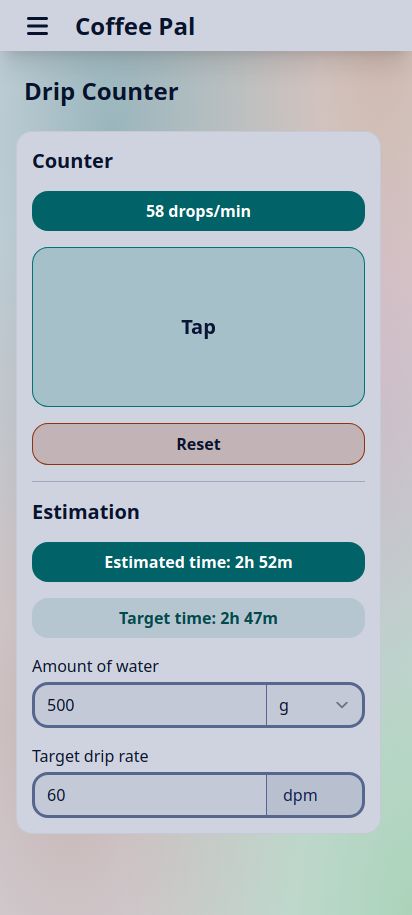 Coffee Pal
Drip Counter
Counter
58 drops/min
Tap
Reset
Estimation
Estimated time: 2h 52m
Target time: 2h 47m
Amount of water
500 g
Target drip rate
60 dpm